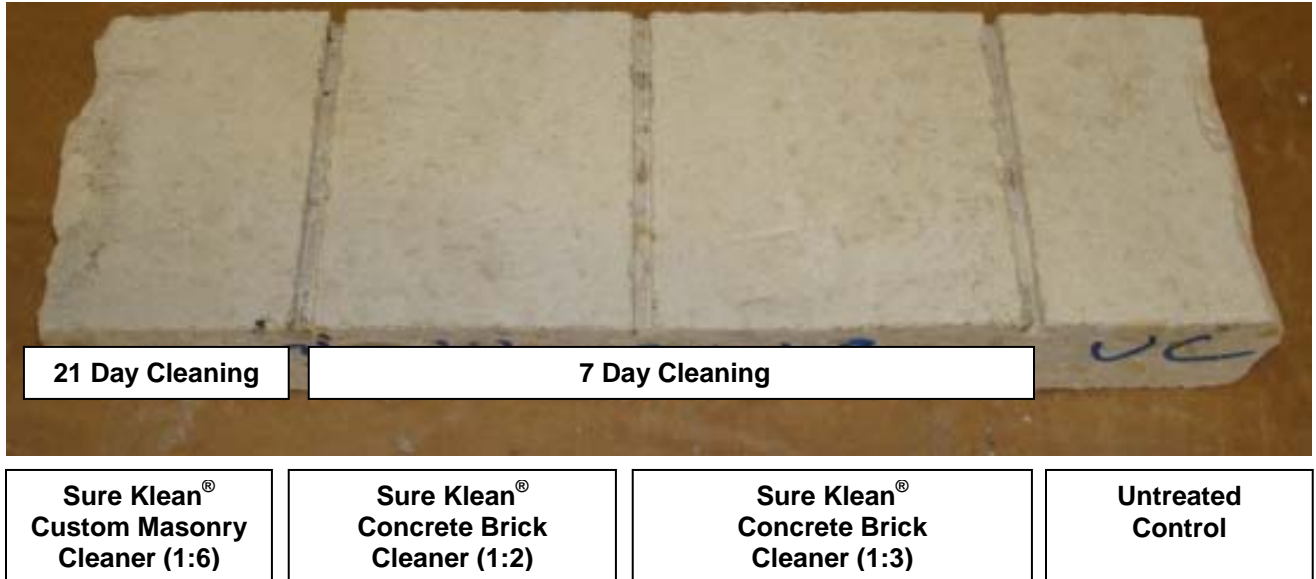 UC
21 Day Cleaning
7 Day Cleaning
Sure Klean®
Custom Masonry
Cleaner (1:6)
Sure Klean®
Concrete Brick
Cleaner (1:2)
Sure Klean®
Concrete Brick
Cleaner (1:3)
Untreated
Control